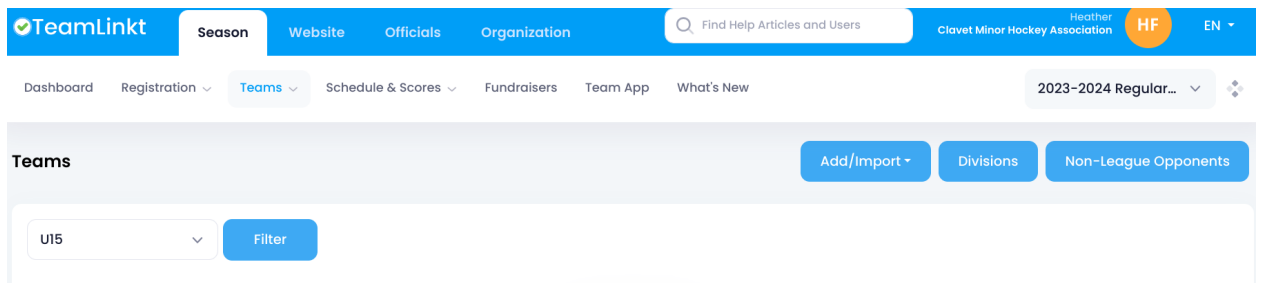 TeamLinkt
Season
Website
Officials
Organization
Find Help Articles and Users
Heather
Clavet Minor Hockey Association
HF
EN
Dashboard
Registration
Teams
Schedule & Scores
Fundraisers
Team App
What's New
2023-2024 Regular...
Teams
Add/Import
Divisions
Non-League Opponents
U15
Filter